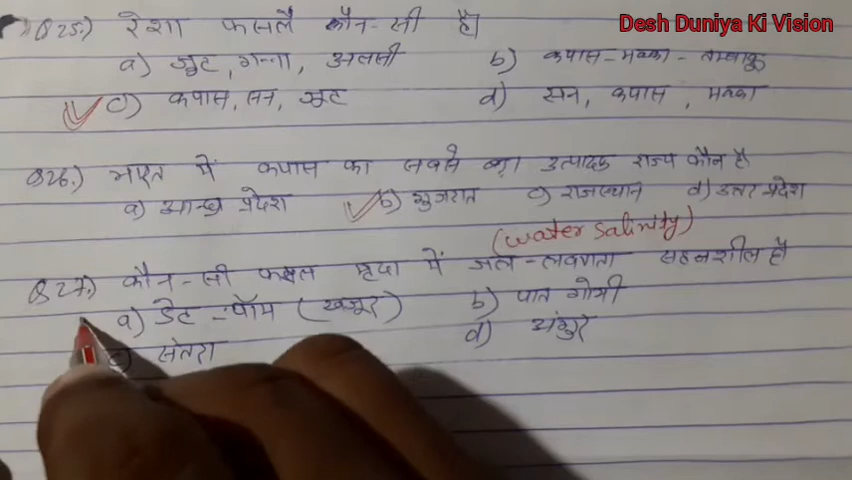 Desh Duniya Ki Vision
Q25.) रेशा फसलें कौन-सी है।
a) जुट, गन्ना, अलसी b) कपास-मक्का-तम्बाकू
c) कपास, सन, जूट d) सन, कपास, मक्का
Q26.) भारत में कपास का सबसे बड़ा उत्पादक राज्य कौन है
a) आन्ध्र प्रदेश b) गुजरात c) राजस्थान d) उत्तर प्रदेश
(water salinity)
Q27.) कौन-सी फसल मृदा में जल-लवणता सहनशील है
a) डेट-पॉम (खजूर) b) पात गोभी
c) संतरा d) अंगुर